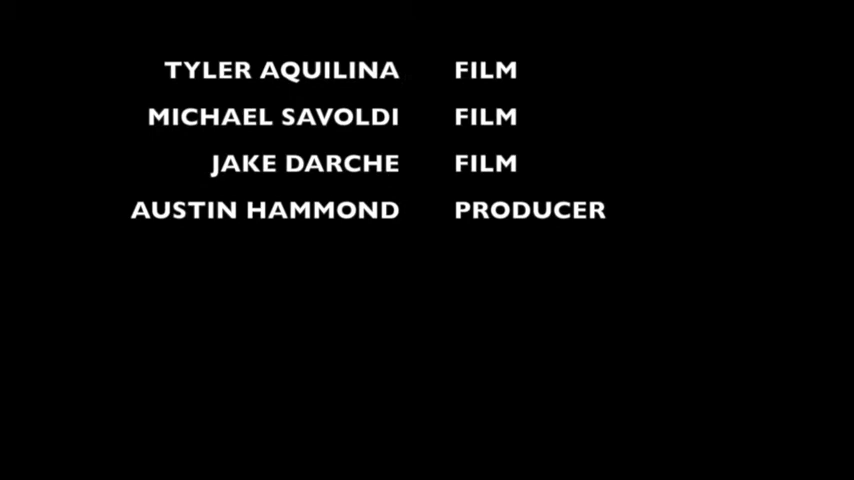 TYLER AQUILINA FILM
MICHAEL SAVOLDI FILM
JAKE DARCHE FILM
AUSTIN HAMMOND PRODUCER